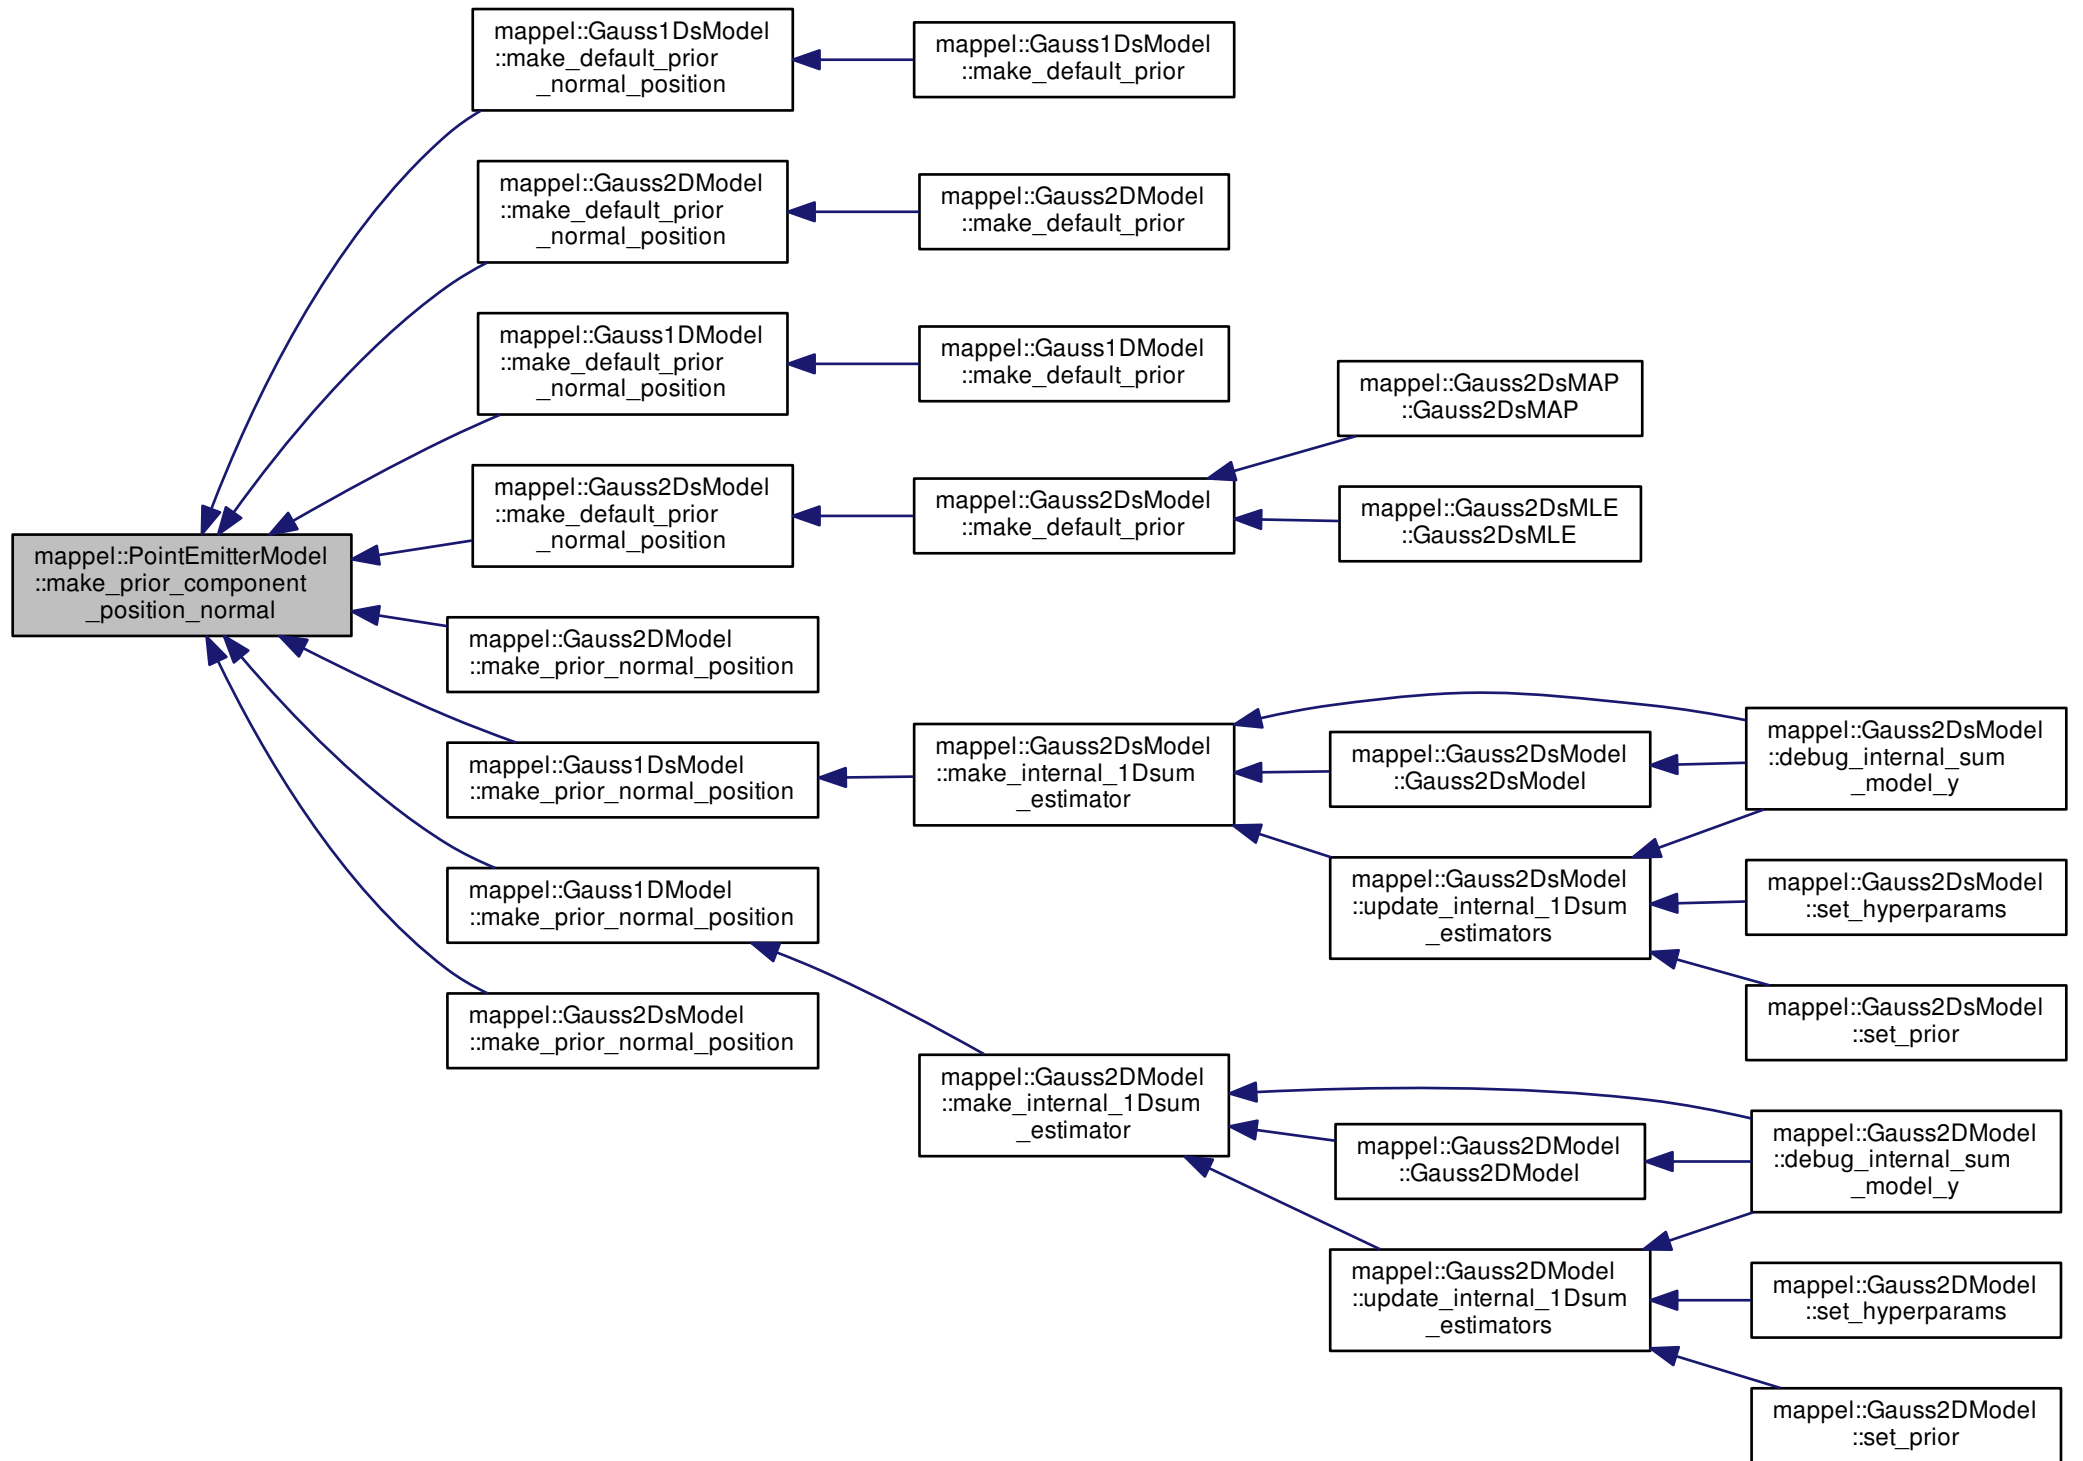 mappel::Gauss1DsModel
::make_default_prior
_normal_position
mappel::Gauss1DsModel
::make_default_prior
mappel::Gauss2DModel
::make_default_prior
_normal_position
mappel::Gauss2DModel
::make_default_prior
mappel::Gauss1DModel
::make_default_prior
_normal_position
mappel::Gauss1DModel
::make_default_prior
mappel::Gauss2DsMAP
::Gauss2DsMAP
mappel::Gauss2DsModel
::make_default_prior
_normal_position
mappel::Gauss2DsModel
::make_default_prior
mappel::Gauss2DsMLE
::Gauss2DsMLE
mappel::PointEmitterModel
::make_prior_component
_position_normal
mappel::Gauss2DModel
::make_prior_normal_position
mappel::Gauss1DsModel
::make_prior_normal_position
mappel::Gauss2DsModel
::make_internal_1Dsum
_estimator
mappel::Gauss2DsModel
::Gauss2DsModel
mappel::Gauss2DsModel
::debug_internal_sum
_model_y
mappel::Gauss2DsModel
::update_internal_1Dsum
_estimators
mappel::Gauss2DsModel
::set_hyperparams
mappel::Gauss2DsModel
::set_prior
mappel::Gauss1DModel
::make_prior_normal_position
mappel::Gauss2DsModel
::make_prior_normal_position
mappel::Gauss2DModel
::make_internal_1Dsum
_estimator
mappel::Gauss2DModel
::Gauss2DModel
mappel::Gauss2DModel
::debug_internal_sum
_model_y
mappel::Gauss2DModel
::update_internal_1Dsum
_estimators
mappel::Gauss2DModel
::set_hyperparams
mappel::Gauss2DModel
::set_prior